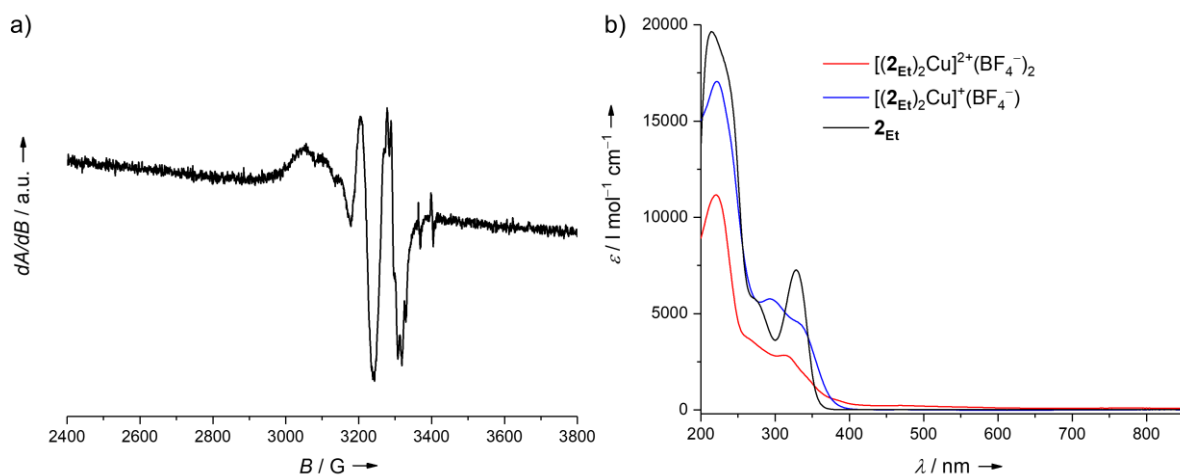 a)
dA/dB / a.u. →
2400 2600 2800 3000 3200 3400 3600 3800
B / G →
b)
20000
15000
10000
5000
0
ε / l mol⁻¹ cm⁻¹ →
[(2Et)2Cu]²⁺(BF4⁻)2
[(2Et)2Cu]⁺(BF4⁻)
2Et
200 300 400 500 600 700 800
λ / nm →